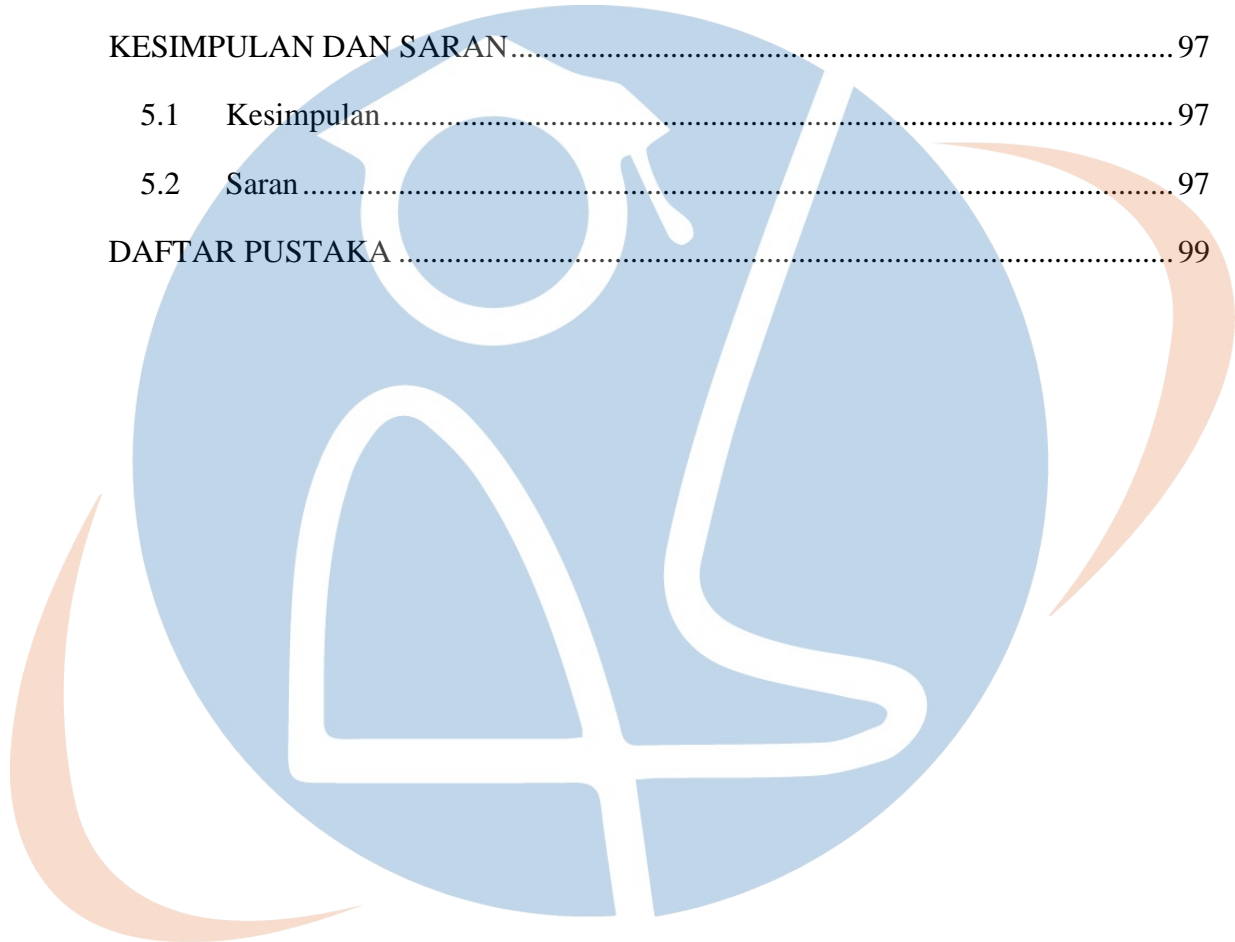 KESIMPULAN DAN SARAN.......................................................................................... 97
5.1 Kesimpulan.......................................................................................................... 97
5.2 Saran..................................................................................................................... 97
DAFTAR PUSTAKA ......................................................................................................... 99